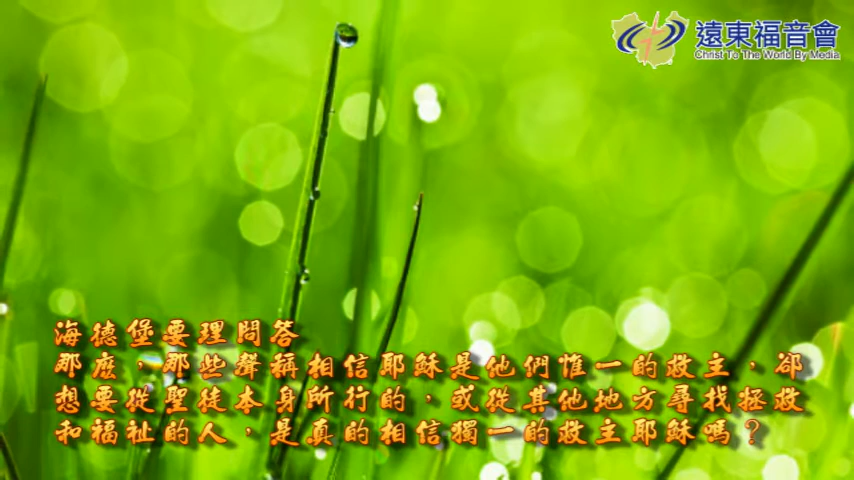 遠東福音會
Christ To The World By Media
海德堡要理問答
那麼，那些聲稱相信耶穌是他們惟一的救主，卻
想要從聖徒本身所行的，或從其他地方尋找拯救
和福祉的人，是真的相信獨一的救主耶穌嗎？